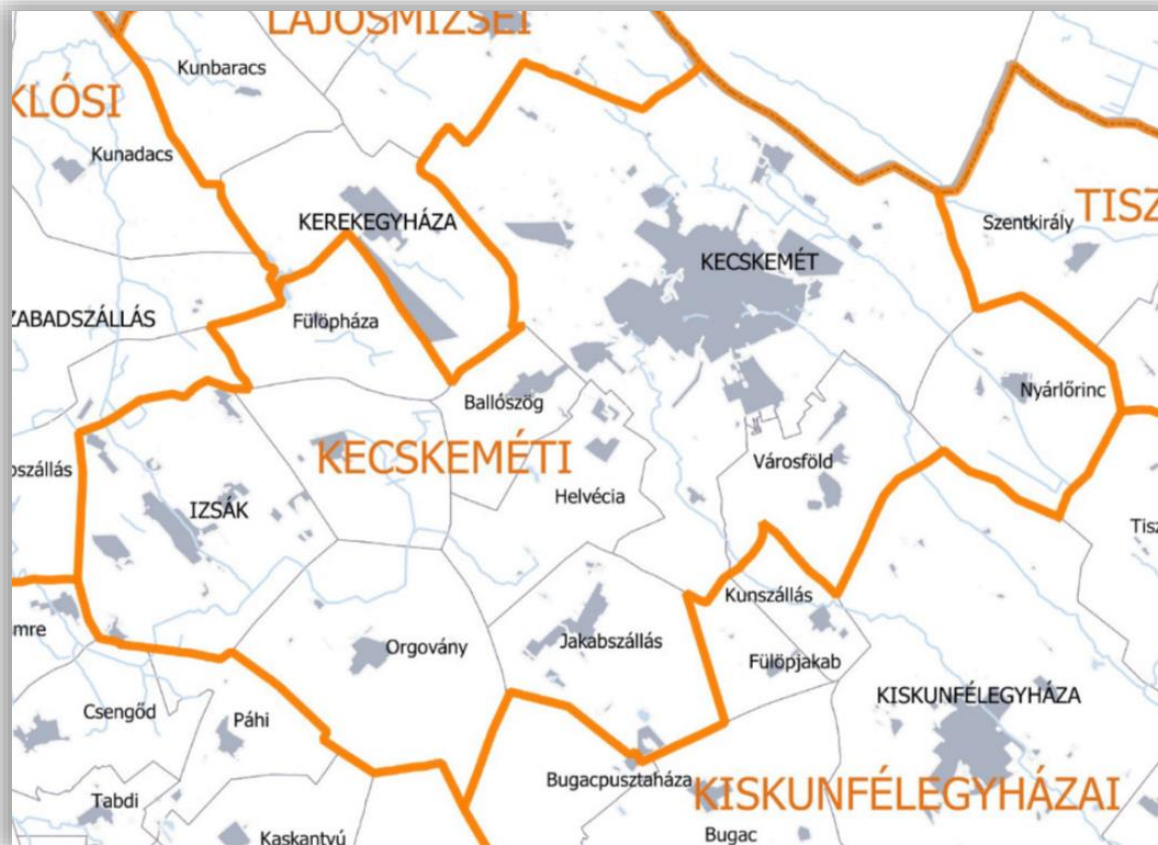 LAJOSMIZSEI
Kunbaracs
KLÓSI
Kunadacs
TISZ
Szentkirály
KEREKEGYHÁZA
KECSKEMÉT
ZABADSZÁLLÁS
Fülöpháza
Nyárlőrinc
Ballószög
KECSKEMÉTI
Városföld
oszállás
Helvécia
IZSÁK
Tisz
Kunszállás
mre
Orgovány
Jakabszállás
Fülöpjakab
KISKUNFÉLEGYHÁZA
Csengőd
Páhi
Bugacpusztaháza
KISKUNFÉLEGYHÁZAI
Tabdi
Kaskantyú
Bugac